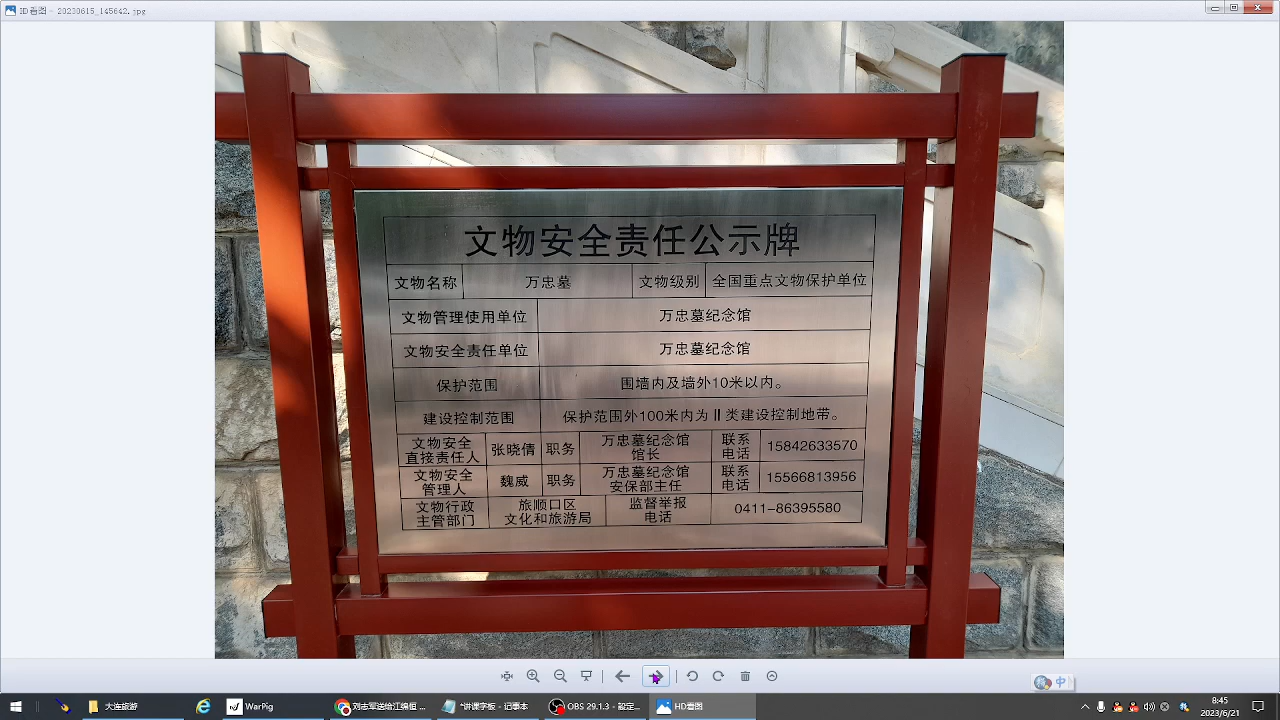 HD看图 - 20230615_145642.jpg
文物安全责任公示牌
文物名称 万忠墓 文物级别 全国重点文物保护单位
文物管理使用单位 万忠墓纪念馆
文物安全责任单位 万忠墓纪念馆
保护范围 围墙内及墙外10米以内。
建设控制范围 保护范围外100米内为Ⅱ类建设控制地带。
文物安全
直接责任人 张晓倩 职务 万忠墓纪念馆
馆长 联系
电话 15842633570
文物安全
管理人 魏威 职务 万忠墓纪念馆
安保部主任 联系
电话 15566813956
文物行政
主管部门 旅顺口区
文化和旅游局 监督举报
电话 0411-86395580
中
WarPig
OBS 29.1.3 -
HD看图
8:45
2023/6/21